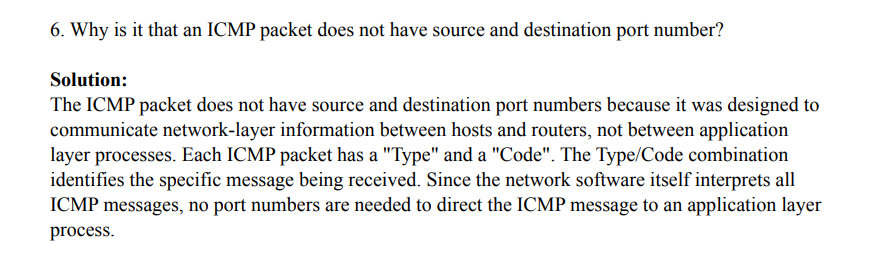 6. Why is it that an ICMP packet does not have source and destination port number?
Solution:
The ICMP packet does not have source and destination port numbers because it was designed to
communicate network-layer information between hosts and routers, not between application
layer processes. Each ICMP packet has a "Type" and a "Code". The Type/Code combination
identifies the specific message being received. Since the network software itself interprets all
ICMP messages, no port numbers are needed to direct the ICMP message to an application layer
process.